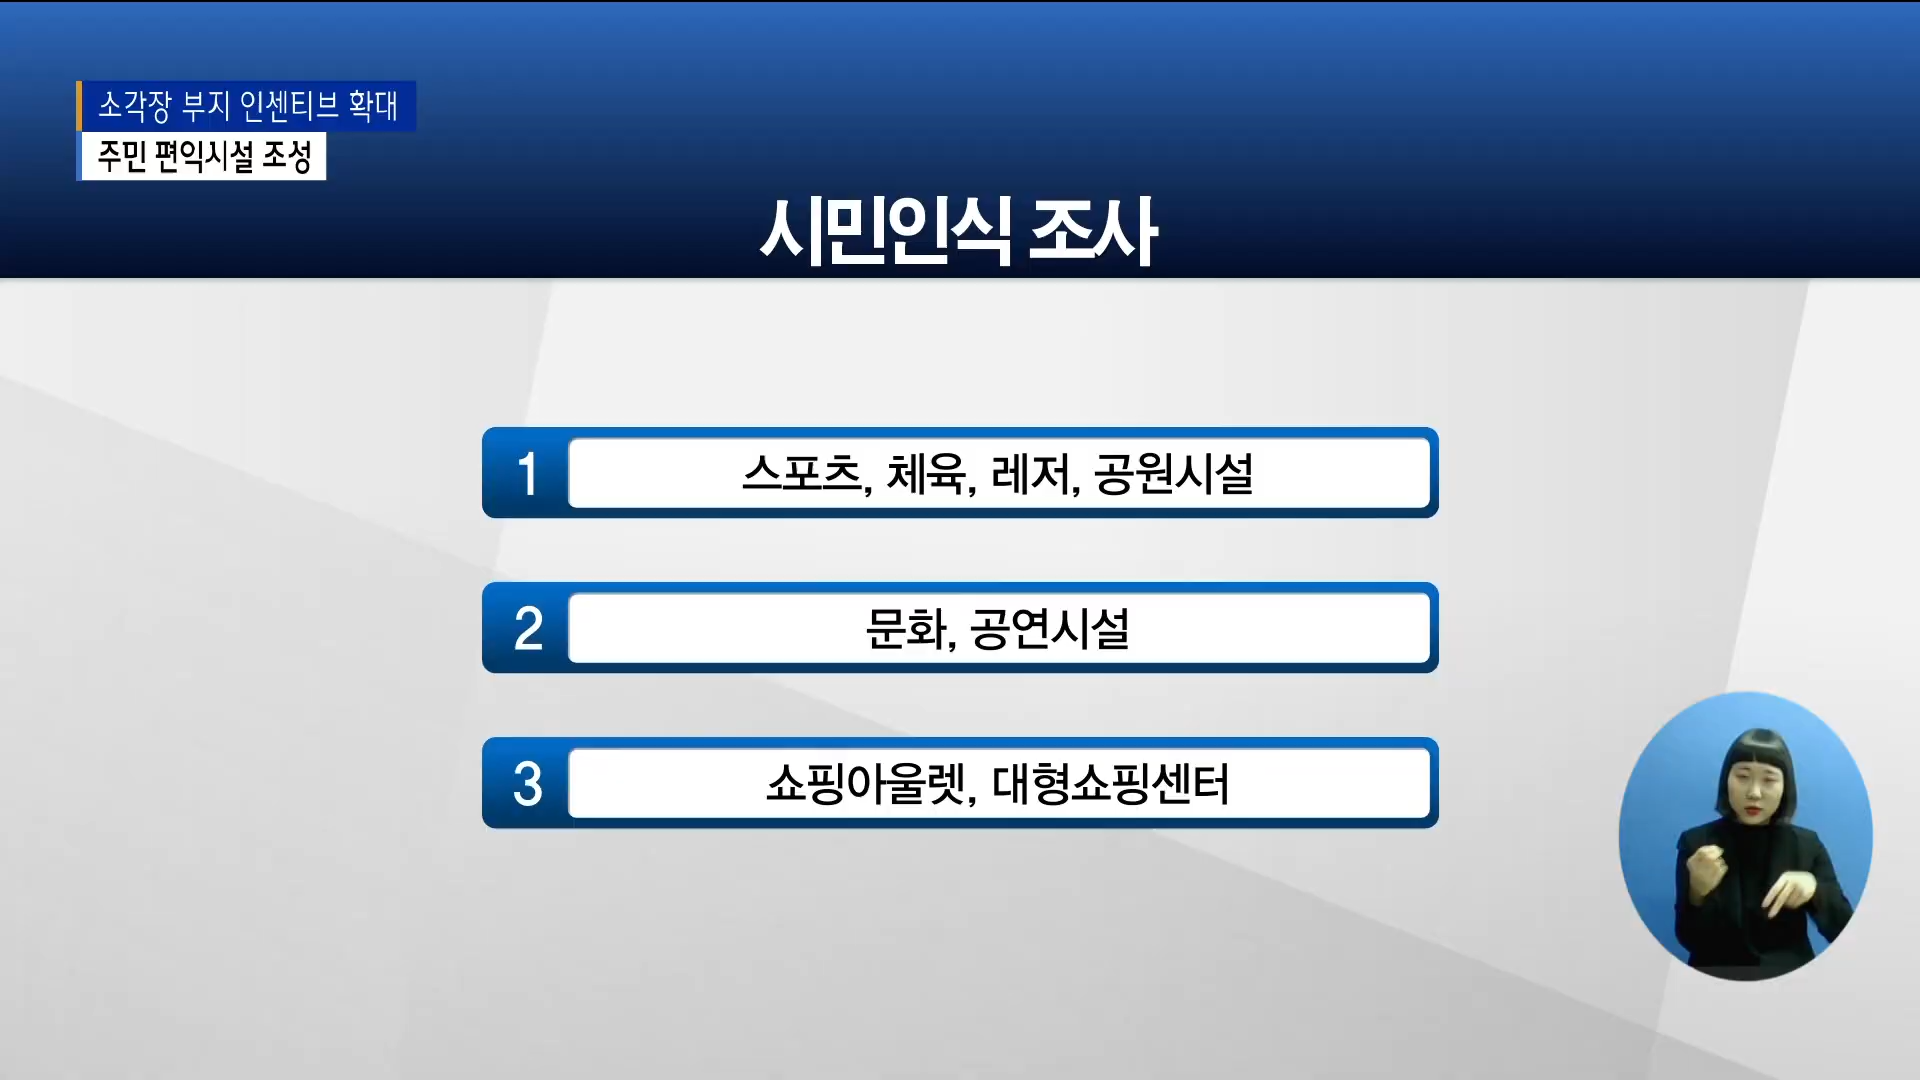 소각장 부지 인센티브 확대
주민 편익시설 조성
시민인식 조사
1 스포츠, 체육, 레저, 공원시설
2 문화, 공연시설
3 쇼핑아울렛, 대형쇼핑센터